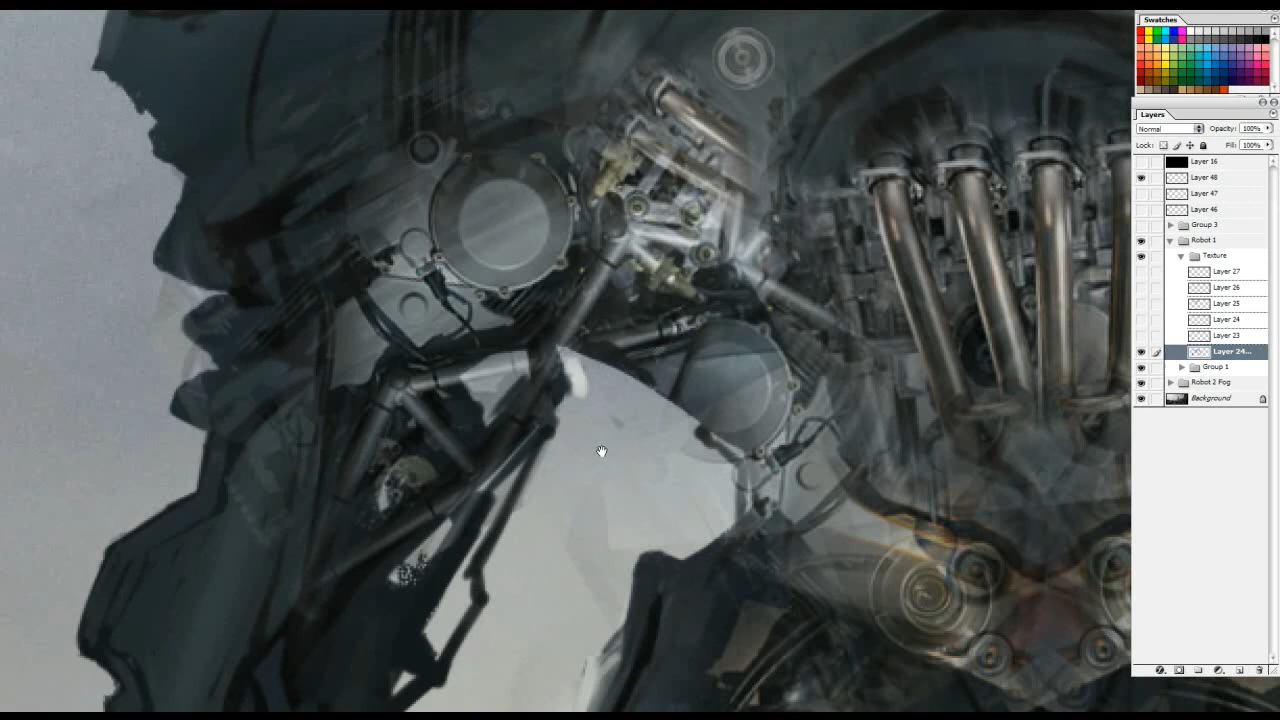 Swatches
Layers
Normal
Opacity: 100%
Lock:
Fill: 100%
Layer 16
Layer 48
Layer 47
Layer 46
Group 3
Robot 1
Texture
Layer 27
Layer 26
Layer 25
Layer 24
Layer 23
Layer 24...
Group 1
Robot 2 Fog
Background